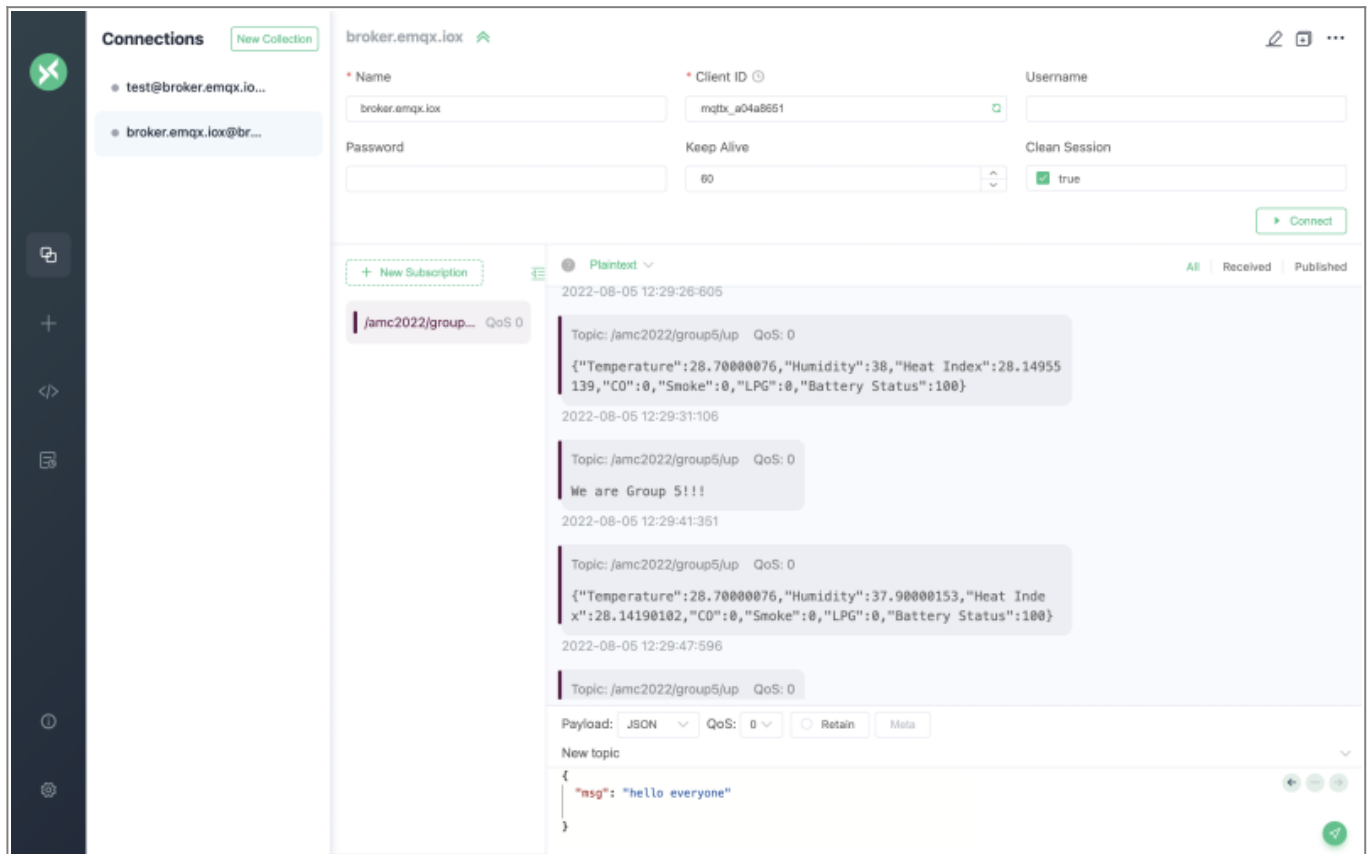 Connections
New Collection
test@broker.emqx.io...
broker.emqx.iox@br...
broker.emqx.iox
* Name
* Client ID
Username
broker.emqx.iox
mqttx_a04a8651
Password
Keep Alive
Clean Session
60
true
Connect
+ New Subscription
/amc2022/group... QoS 0
Plaintext
All
Received
Published
2022-08-05 12:29:26:605
Topic: /amc2022/group5/up QoS: 0
{"Temperature":28.70000076,"Humidity":38,"Heat Index":28.14955
139,"CO":0,"Smoke":0,"LPG":0,"Battery Status":100}
2022-08-05 12:29:31:106
Topic: /amc2022/group5/up QoS: 0
We are Group 5!!!
2022-08-05 12:29:41:351
Topic: /amc2022/group5/up QoS: 0
{"Temperature":28.70000076,"Humidity":37.90000153,"Heat Inde
x":28.14190102,"CO":0,"Smoke":0,"LPG":0,"Battery Status":100}
2022-08-05 12:29:47:596
Topic: /amc2022/group5/up QoS: 0
Payload: JSON QoS: 0 Retain Meta
New topic
{
"msg": "hello everyone"
}